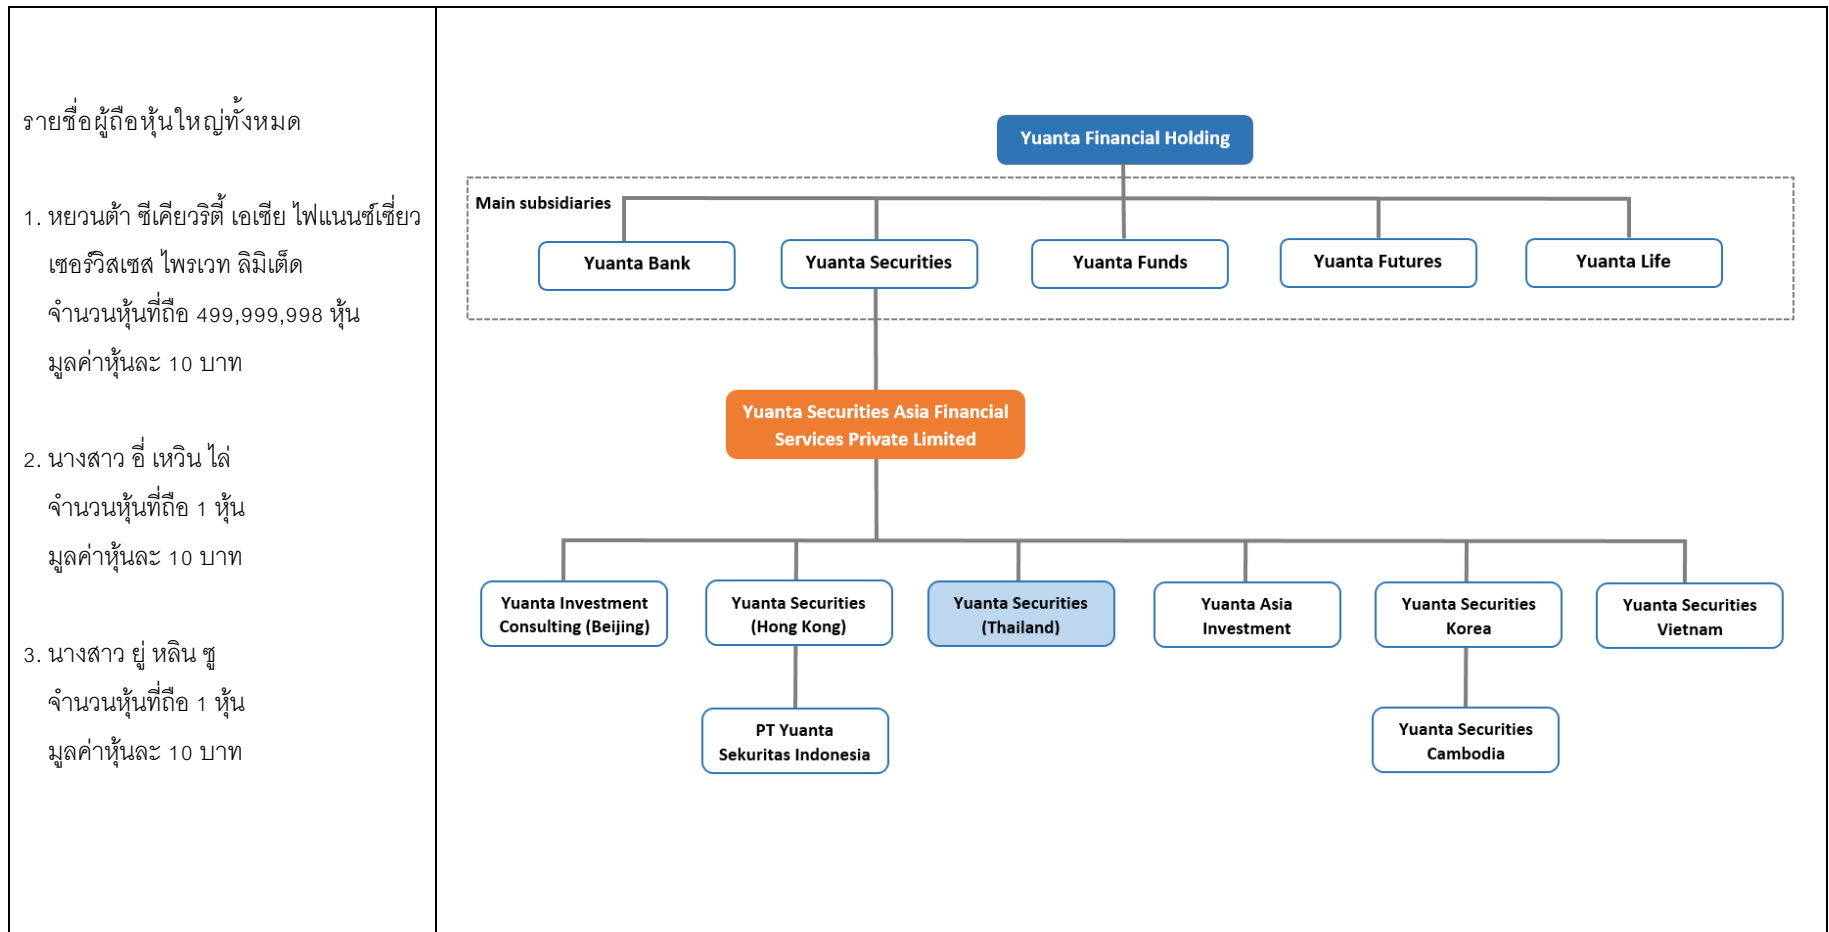 รายชื่อผู้ถือหุ้นใหญ่ทั้งหมด
1. หยวนต้า ซีเคียวริตี้ เอเซีย ไฟแนนซ์เชี่ยว
เซอร์วิสเซส ไพรเวท ลิมิเต็ด
จำนวนหุ้นที่ถือ 499,999,998 หุ้น
มูลค่าหุ้นละ 10 บาท
2. นางสาว อี่ เหวิน ไล่
จำนวนหุ้นที่ถือ 1 หุ้น
มูลค่าหุ้นละ 10 บาท
3. นางสาว ยู่ หลิน ซู
จำนวนหุ้นที่ถือ 1 หุ้น
มูลค่าหุ้นละ 10 บาท
Yuanta Financial Holding
Main subsidiaries
Yuanta Bank
Yuanta Securities
Yuanta Funds
Yuanta Futures
Yuanta Life
Yuanta Securities Asia Financial
Services Private Limited
Yuanta Investment
Consulting (Beijing)
Yuanta Securities
(Hong Kong)
Yuanta Securities
(Thailand)
Yuanta Asia
Investment
Yuanta Securities
Korea
Yuanta Securities
Vietnam
PT Yuanta
Sekuritas Indonesia
Yuanta Securities
Cambodia